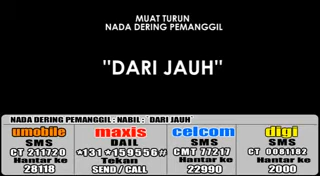 MUAT TURUN
NADA DERING PEMANGGIL
"DARI JAUH"
NADA DERING PEMANGGIL : NABIL : DARI JAUH
umobile
SMS
CT 211720
Hantar ke
28118
maxis
DAIL
*131*159556#
Tekan
SEND / CALL
celcom
SMS
CMT 77217
Hantar ke
22990
digi
SMS
CT 0081182
Hantar ke
2000